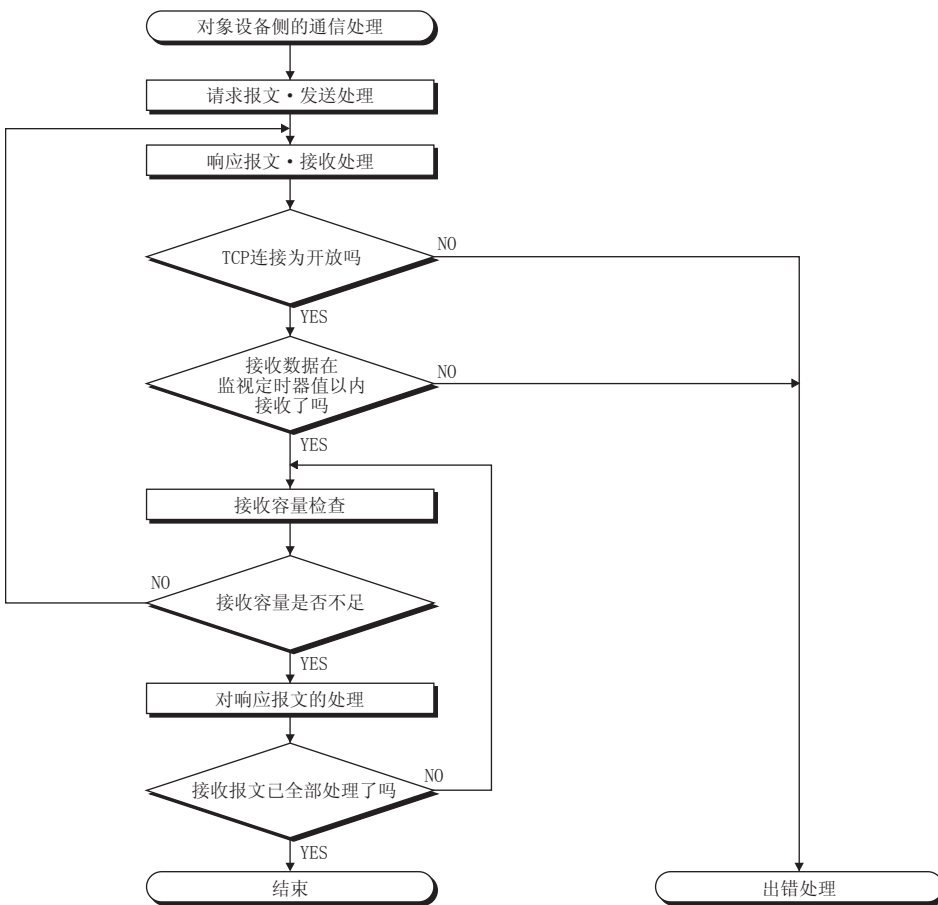 对象设备侧的通信处理
请求报文・发送处理
响应报文・接收处理
TCP连接为开放吗
NO
YES
接收数据在
监视定时器值以内
接收了吗
NO
YES
接收容量检查
接收容量是否不足
NO
YES
对响应报文的处理
接收报文已全部处理了吗
NO
YES
结束
出错处理